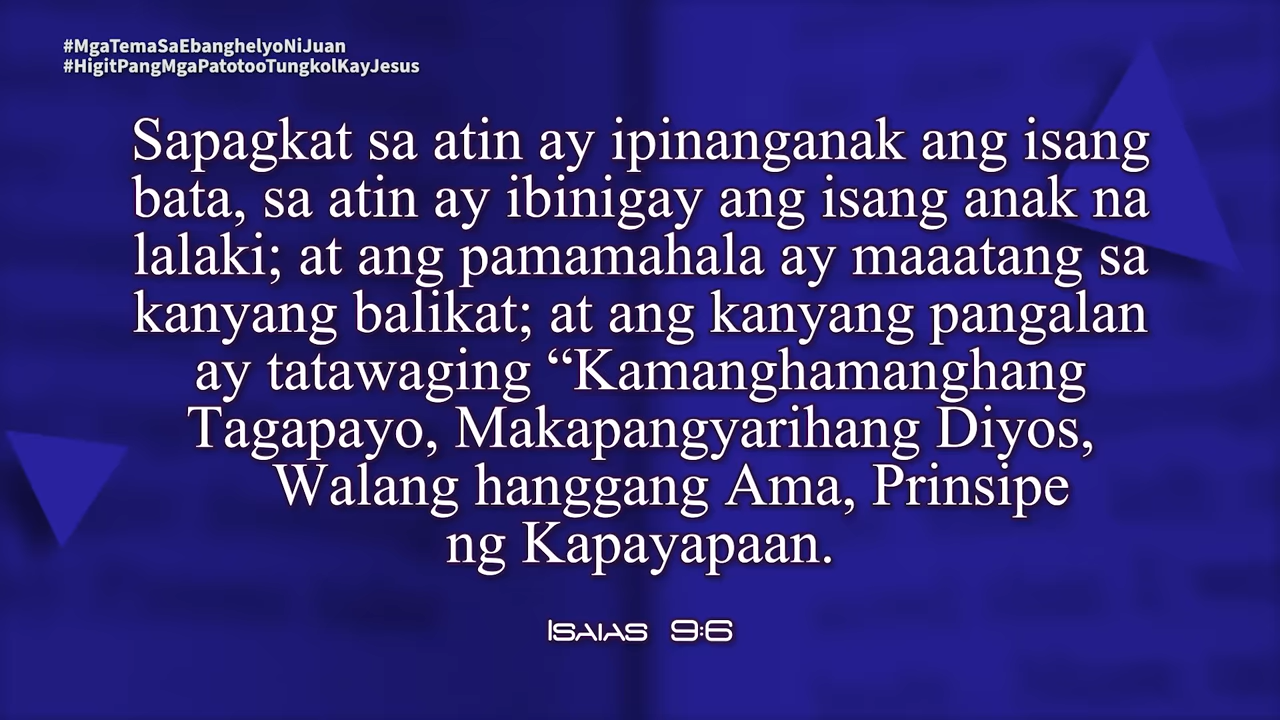 #MgaTemaSaEbanghelyoNiJuan
#HigitPangMgaPatotooTungkolKayJesus
Sapagkat sa atin ay ipinanganak ang isang
bata, sa atin ay ibinigay ang isang anak na
lalaki; at ang pamamahala ay maaatang sa
kanyang balikat; at ang kanyang pangalan
ay tatawaging “Kamanghamanghang
Tagapayo, Makapangyarihang Diyos,
Walang hanggang Ama, Prinsipe
ng Kapayapaan.
Isaias 9:6